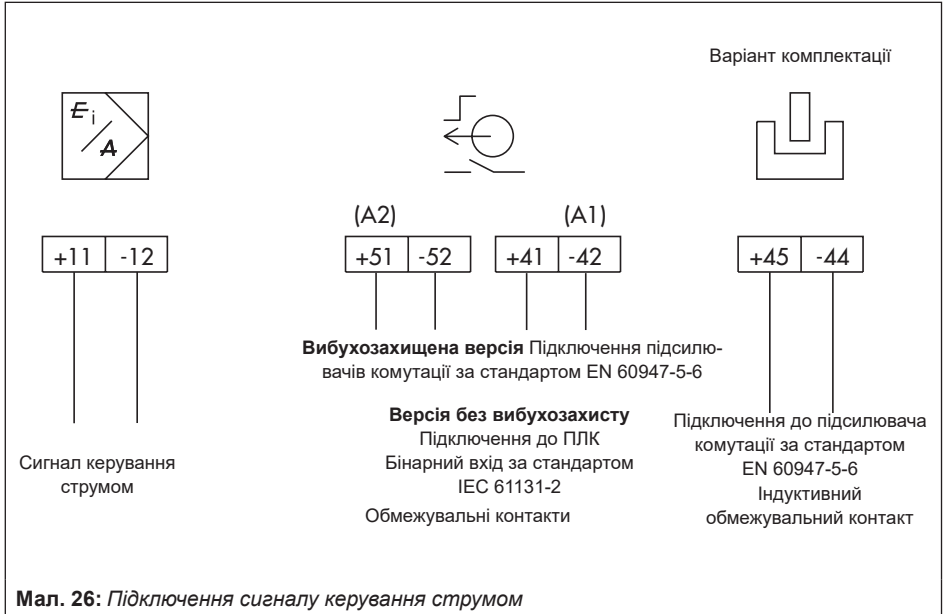 Варіант комплектації
E i
A
(A2)
(A1)
+11 -12
+51 -52
+41 -42
+45 -44
Вибухозахищена версія Підключення підсилю-
вачів комутації за стандартом EN 60947-5-6
Версія без вибухозахисту
Підключення до ПЛК
Бінарний вхід за стандартом
IEC 61131-2
Обмежувальні контакти
Сигнал керування
струмом
Підключення до підсилювача
комутації за стандартом
EN 60947-5-6
Індуктивний
обмежувальний контакт
Мал. 26: Підключення сигналу керування струмом